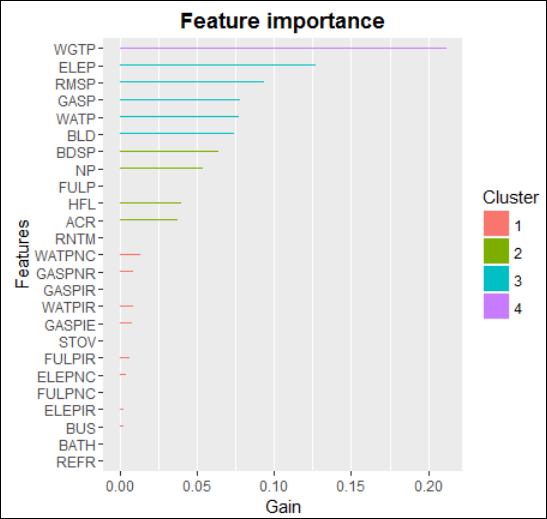 Feature importance
WGTP
ELEP
RMSP
GASP
WATP
BLD
BDSP
NP
FULP
HFL
ACR
RNTM
WATPNC
GASPNR
GASPIR
WATPIR
GASPIE
STOV
FULPIR
ELEPNC
FULPNC
ELEPIR
BUS
BATH
REFR
Features
0.00 0.05 0.10 0.15 0.20
Gain
Cluster
1
2
3
4